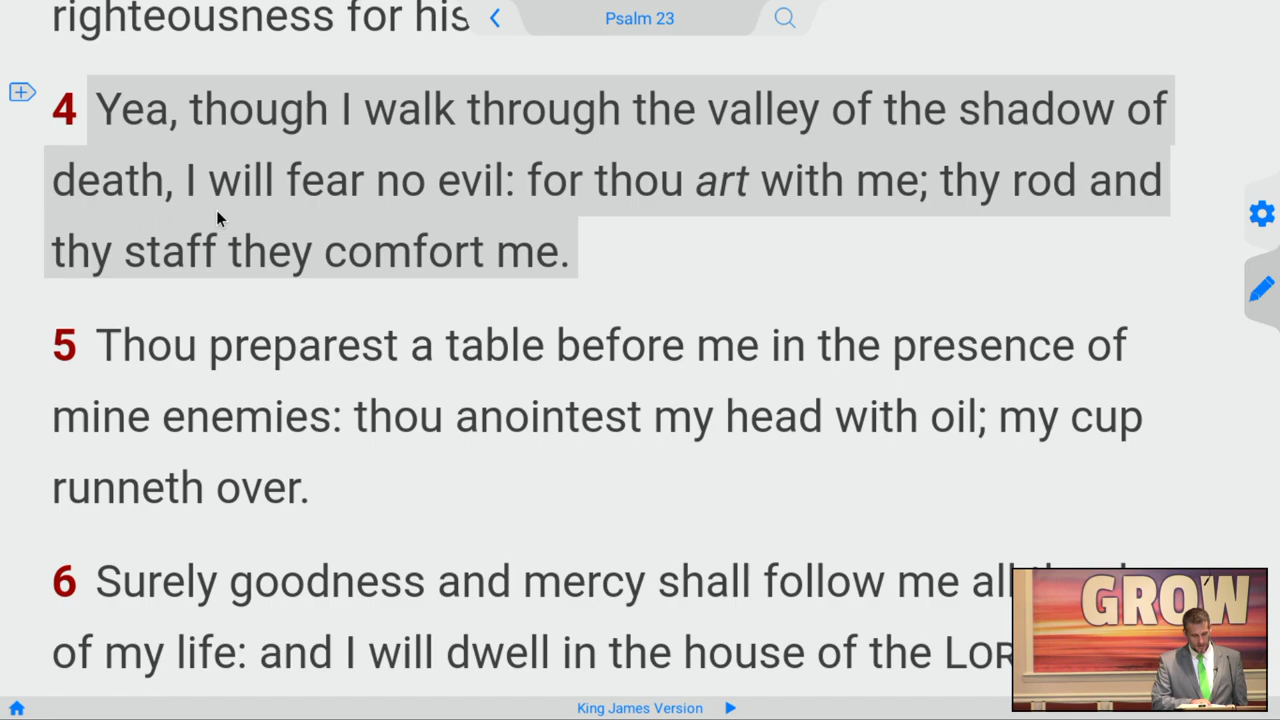 righteousness for his
Psalm 23
4 Yea, though I walk through the valley of the shadow of
death, I will fear no evil: for thou art with me; thy rod and
thy staff they comfort me.
5 Thou preparest a table before me in the presence of
mine enemies: thou anointest my head with oil; my cup
runneth over.
6 Surely goodness and mercy shall follow me all
of my life: and I will dwell in the house of the
GROW
King James Version